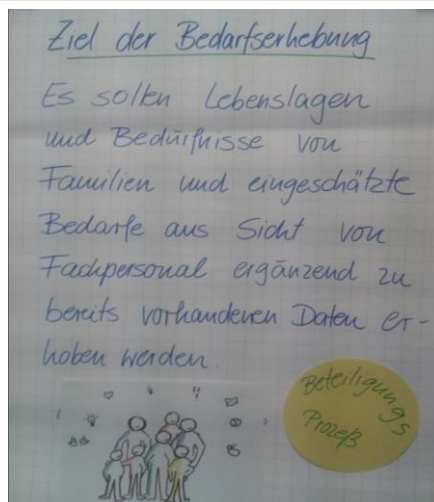 Ziel der Bedarfserhebung
Es sollen Lebenslagen
und Bedürfnisse von
Familien und eingeschätzte
Bedarfe aus Sicht von
Fachpersonal ergänzend zu
bereits vorhandenen Daten er-
hoben werden.
Beteiligungs
Prozeß